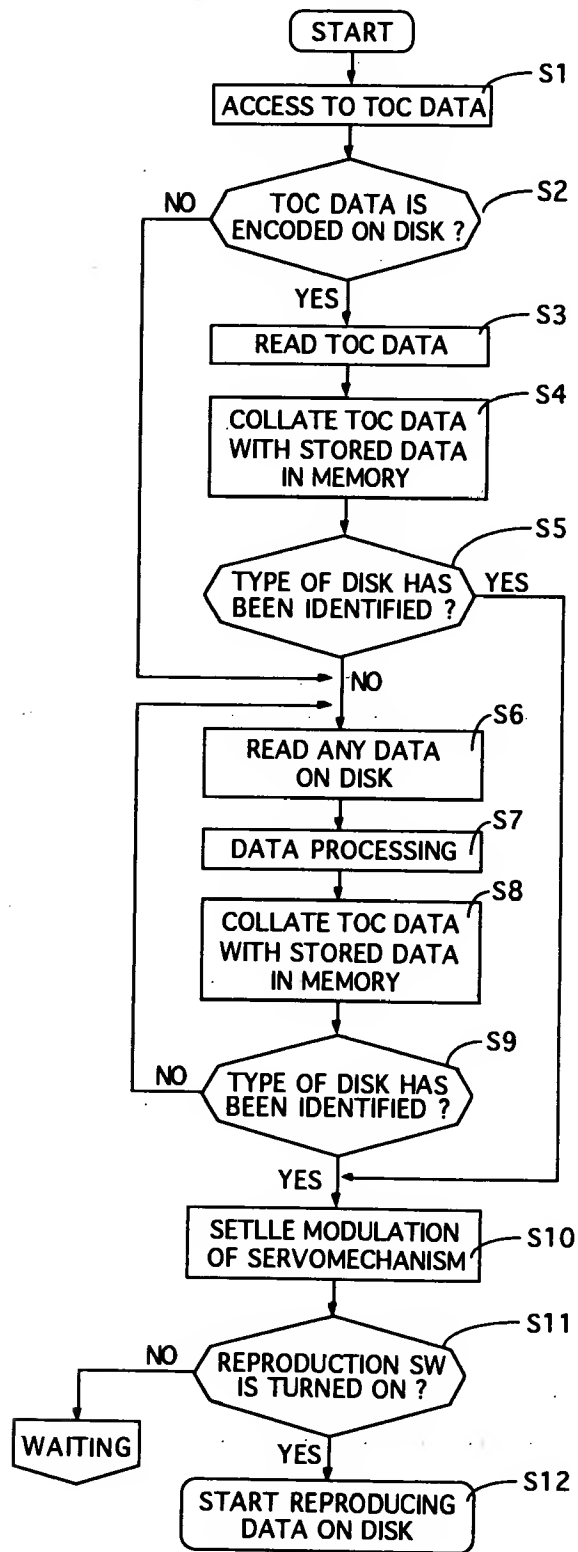 START
S1
ACCESS TO TOC DATA
S2
NO
TOC DATA IS
ENCODED ON DISK ?
YES
S3
READ TOC DATA
S4
COLLATE TOC DATA
WITH STORED DATA
IN MEMORY
S5
TYPE OF DISK HAS
BEEN IDENTIFIED ?
YES
NO
S6
READ ANY DATA
ON DISK
S7
DATA PROCESSING
S8
COLLATE TOC DATA
WITH STORED DATA
IN MEMORY
S9
NO
TYPE OF DISK HAS
BEEN IDENTIFIED ?
YES
SETLLE MODULATION
OF SERVOMECHANISM
S10
S11
NO
REPRODUCTION SW
IS TURNED ON ?
WAITING
YES
S12
START REPRODUCING
DATA ON DISK